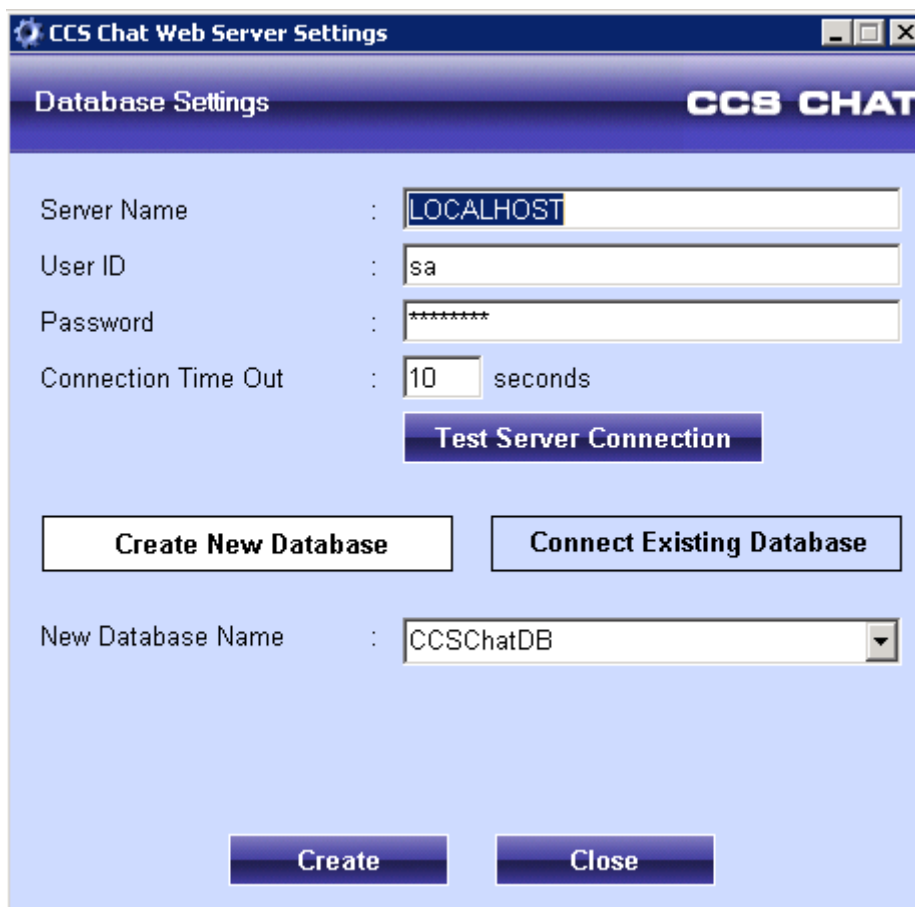 CCS Chat Web Server Settings
Database Settings CCS CHAT
Server Name : LOCALHOST
User ID : sa
Password : ********
Connection Time Out : 10 seconds
Test Server Connection
Create New Database Connect Existing Database
New Database Name : CCSChatDB
Create Close